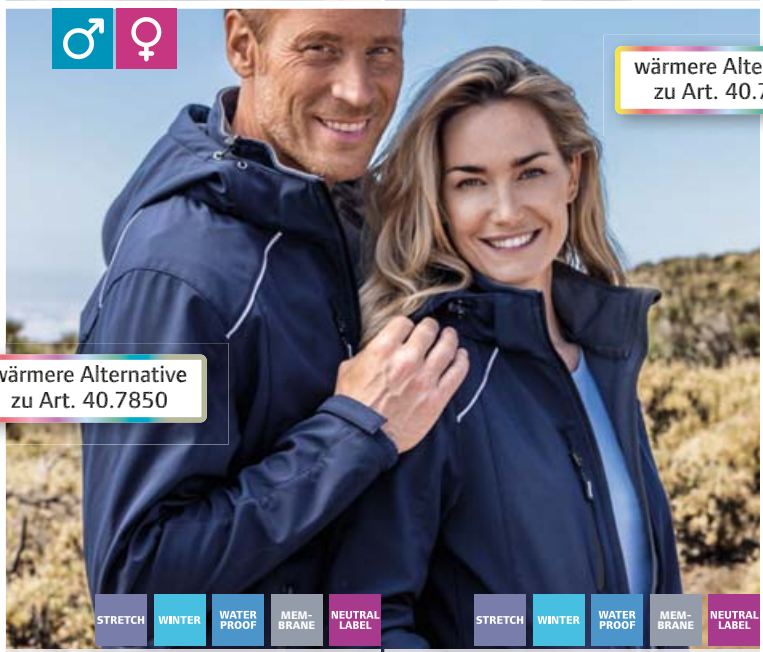 wärmere Alte
zu Art. 40.7
wärmere Alternative
zu Art. 40.7850
STRETCH
WINTER
WATER
PROOF
MEM-
BRANE
NEUTRAL
LABEL
STRETCH
WINTER
WATER
PROOF
MEM-
BRANE
NEUTRAL
LABEL